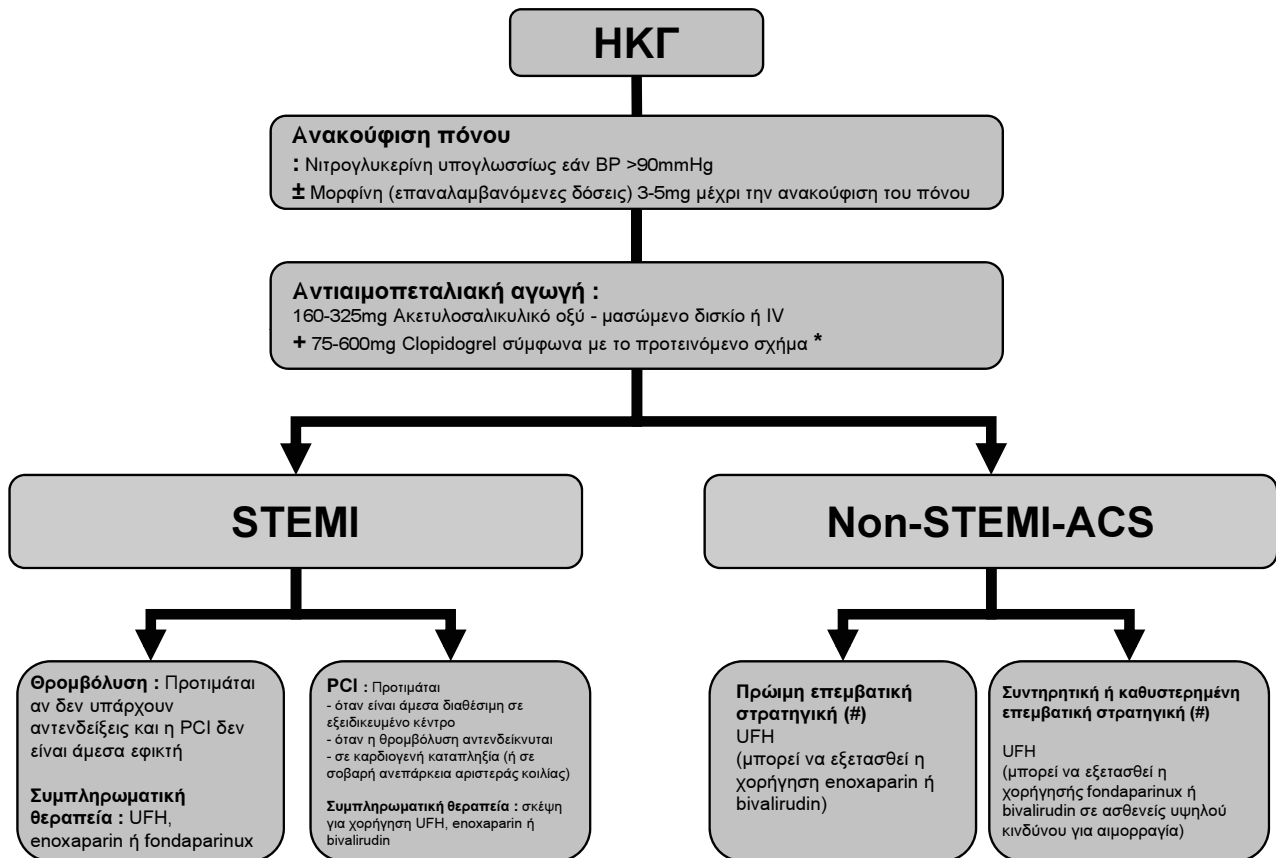 ΗΚΓ
Ανακούφιση πόνου
: Νιτρογλυκερίνη υπογλωσσίως εάν BP >90mmHg
± Μορφίνη (επαναλαμβανόμενες δόσεις) 3-5mg μέχρι την ανακούφιση του πόνου
Αντιαιμοπεταλιακή αγωγή :
160-325mg Ακετυλοσαλικυλικό οξύ - μασώμενο δισκίο ή IV
+ 75-600mg Clopidogrel σύμφωνα με το προτεινόμενο σχήμα *
STEMI
Non-STEMI-ACS
Θρομβόλυση : Προτιμάται
αν δεν υπάρχουν
αντενδείξεις και η PCI δεν
είναι άμεσα εφικτή
Συμπληρωματική
θεραπεία : UFH,
enoxaparin ή fondaparinux
PCI : Προτιμάται
- όταν είναι άμεσα διαθέσιμη σε
εξειδικευμένο κέντρο
- όταν η θρομβόλυση αντενδείκνυται
- σε καρδιογενή καταπληξία (ή σε
σοβαρή ανεπάρκεια αριστεράς κοιλίας)
Συμπληρωματική θεραπεία : σκέψη
για χορήγηση UFH, enoxaparin ή
bivalirudin
Πρώιμη επεμβατική
στρατηγική (#)
UFH
(μπορεί να εξετασθεί η
χορήγηση enoxaparin ή
bivalirudin)
Συντηρητική ή καθυστερημένη
επεμβατική στρατηγική (#)
UFH
(μπορεί να εξετασθεί η
χορήγησής fondaparinux ή
bivalirudin σε ασθενείς υψηλού
κινδύνου για αιμορραγία)